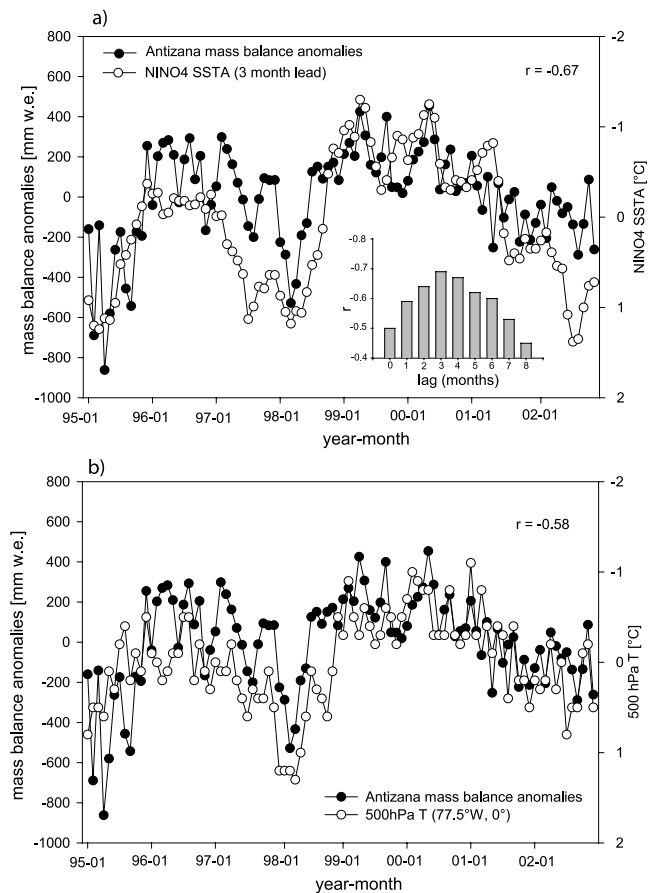 a)
800
600
400
200
0
-200
-400
-600
-800
-1000
mass balance anomalies [mm w.e.]
Antizana mass balance anomalies
NINO4 SSTA (3 month lead)
r = -0.67
-2
-1
0
1
2
NINO4 SSTA [°C]
-0.8
-0.7
-0.6
-0.5
-0.4
r
0 1 2 3 4 5 6 7 8
lag (months)
95-01 96-01 97-01 98-01 99-01 00-01 01-01 02-01
year-month
b)
800
600
400
200
0
-200
-400
-600
-800
-1000
mass balance anomalies [mm w.e.]
r = -0.58
-2
-1
0
1
2
500 hPa T [°C]
Antizana mass balance anomalies
500hPa T (77.5°W, 0°)
95-01 96-01 97-01 98-01 99-01 00-01 01-01 02-01
year-month